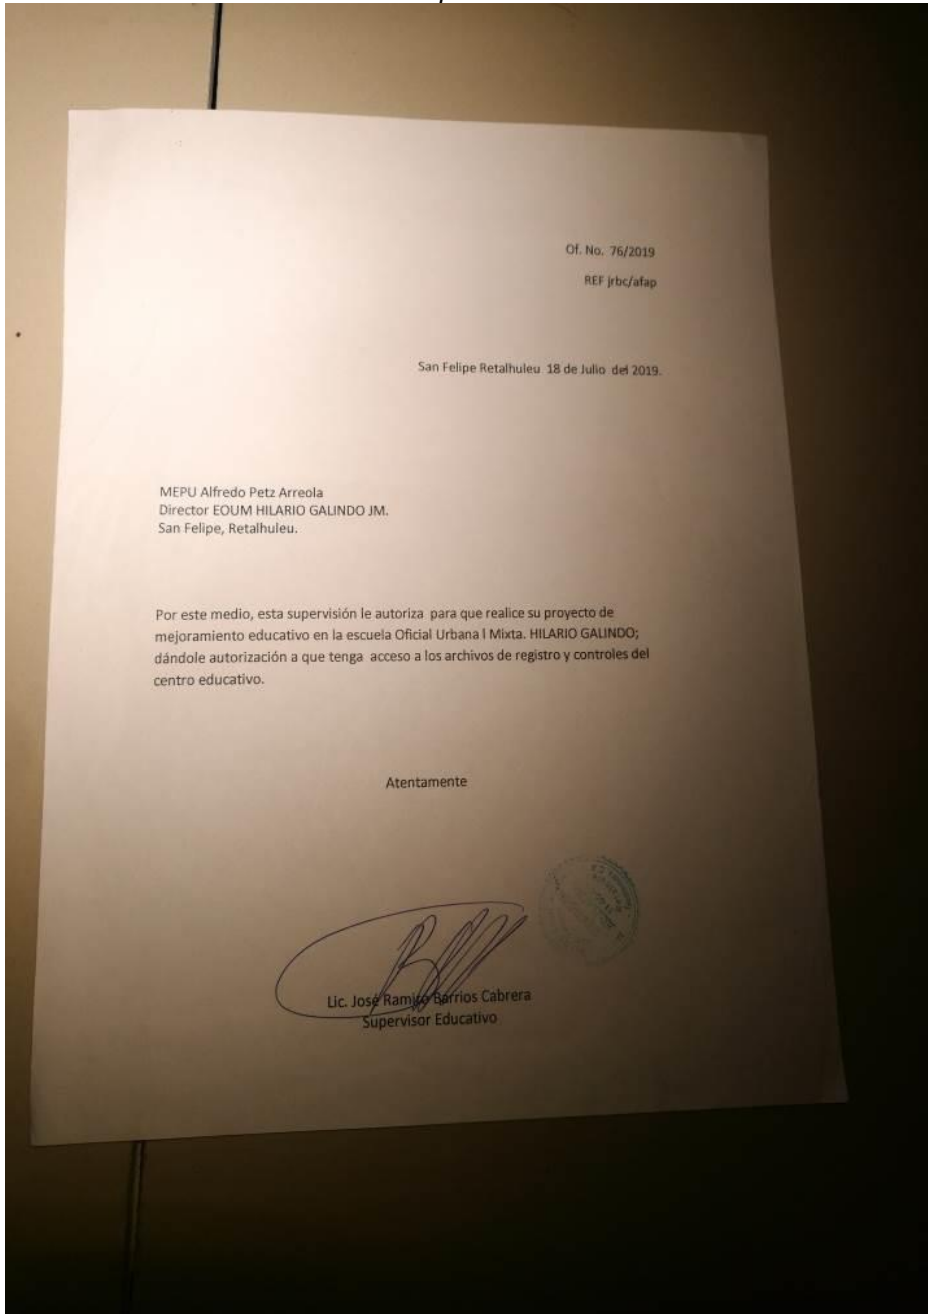 Of. No. 76/2019
REF jrbc/afap
San Felipe Retalhuleu 18 de Julio del 2019.
MEPU Alfredo Petz Arreola
Director EOUM HILARIO GALINDO JM.
San Felipe, Retalhuleu.
Por este medio, esta supervisión le autoriza para que realice su proyecto de
mejoramiento educativo en la escuela Oficial Urbana l Mixta. HILARIO GALINDO;
dándole autorización a que tenga acceso a los archivos de registro y controles del
centro educativo.
Atentamente
Lic. José Ramiro Barrios Cabrera
Supervisor Educativo